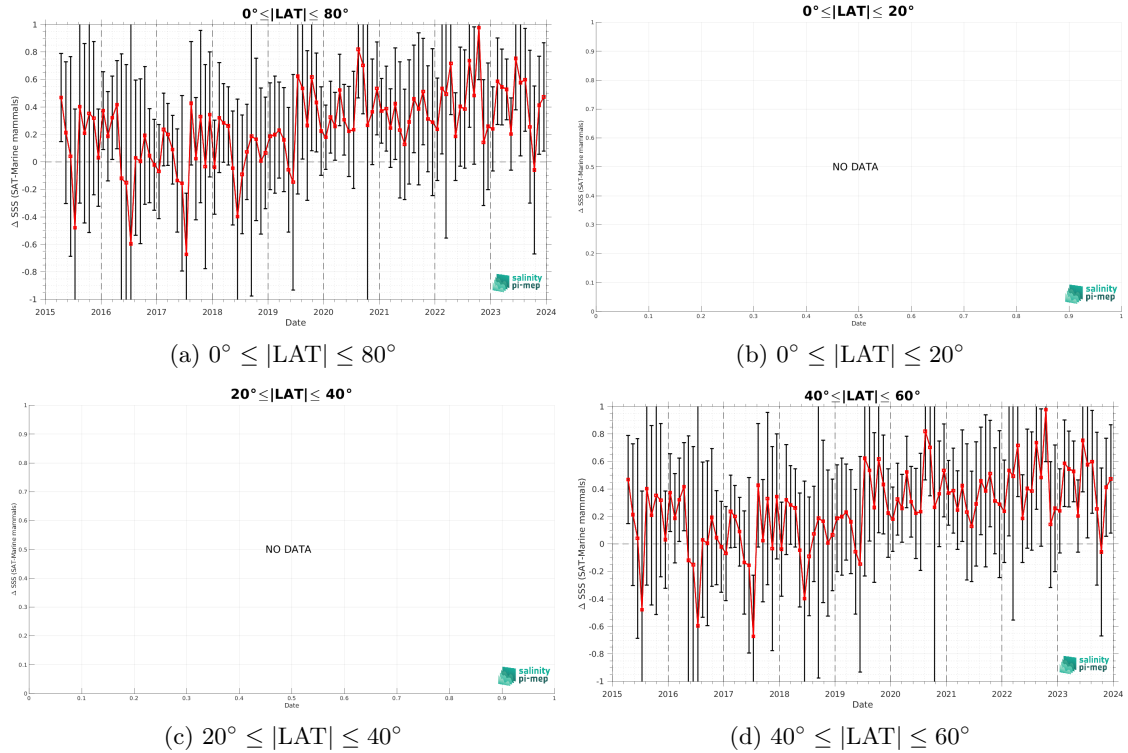 0°≤|LAT|≤ 80°
1
0.8
0.6
0.4
0.2
0
-0.2
-0.4
-0.6
-0.8
-1
Δ SSS (SAT-Marine mammals)
2015 2016 2017 2018 2019 2020 2021 2022 2023 2024
Date
salinity
pi-mep
(a) 0° ≤ |LAT| ≤ 80°
0°≤|LAT|≤ 20°
1
0.9
0.8
0.7
0.6
0.5
0.4
0.3
0.2
0.1
0
Δ SSS (SAT-Marine mammals)
NO DATA
0 0.1 0.2 0.3 0.4 0.5 0.6 0.7 0.8 0.9 1
Date
salinity
pi-mep
(b) 0° ≤ |LAT| ≤ 20°
20°≤|LAT|≤ 40°
1
0.9
0.8
0.7
0.6
0.5
0.4
0.3
0.2
0.1
0
Δ SSS (SAT-Marine mammals)
NO DATA
0 0.1 0.2 0.3 0.4 0.5 0.6 0.7 0.8 0.9 1
Date
salinity
pi-mep
(c) 20° ≤ |LAT| ≤ 40°
40°≤|LAT|≤ 60°
1
0.8
0.6
0.4
0.2
0
-0.2
-0.4
-0.6
-0.8
-1
Δ SSS (SAT-Marine mammals)
2015 2016 2017 2018 2019 2020 2021 2022 2023 2024
Date
salinity
pi-mep
(d) 40° ≤ |LAT| ≤ 60°